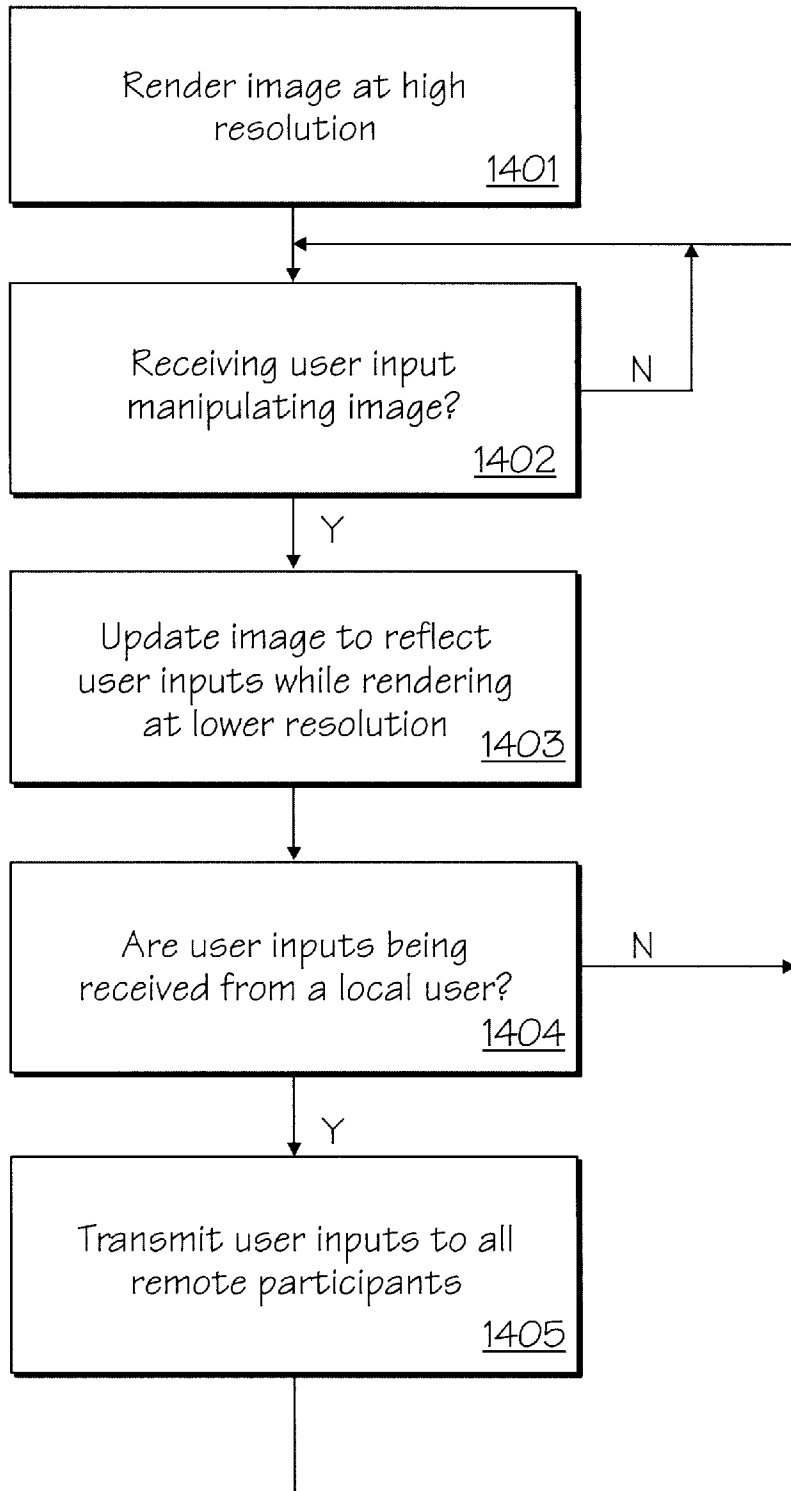 Render image at high
resolution
1401
Receiving user input
manipulating image?
1402
N
Y
Update image to reflect
user inputs while rendering
at lower resolution
1403
Are user inputs being
received from a local user?
1404
N
Y
Transmit user inputs to all
remote participants
1405